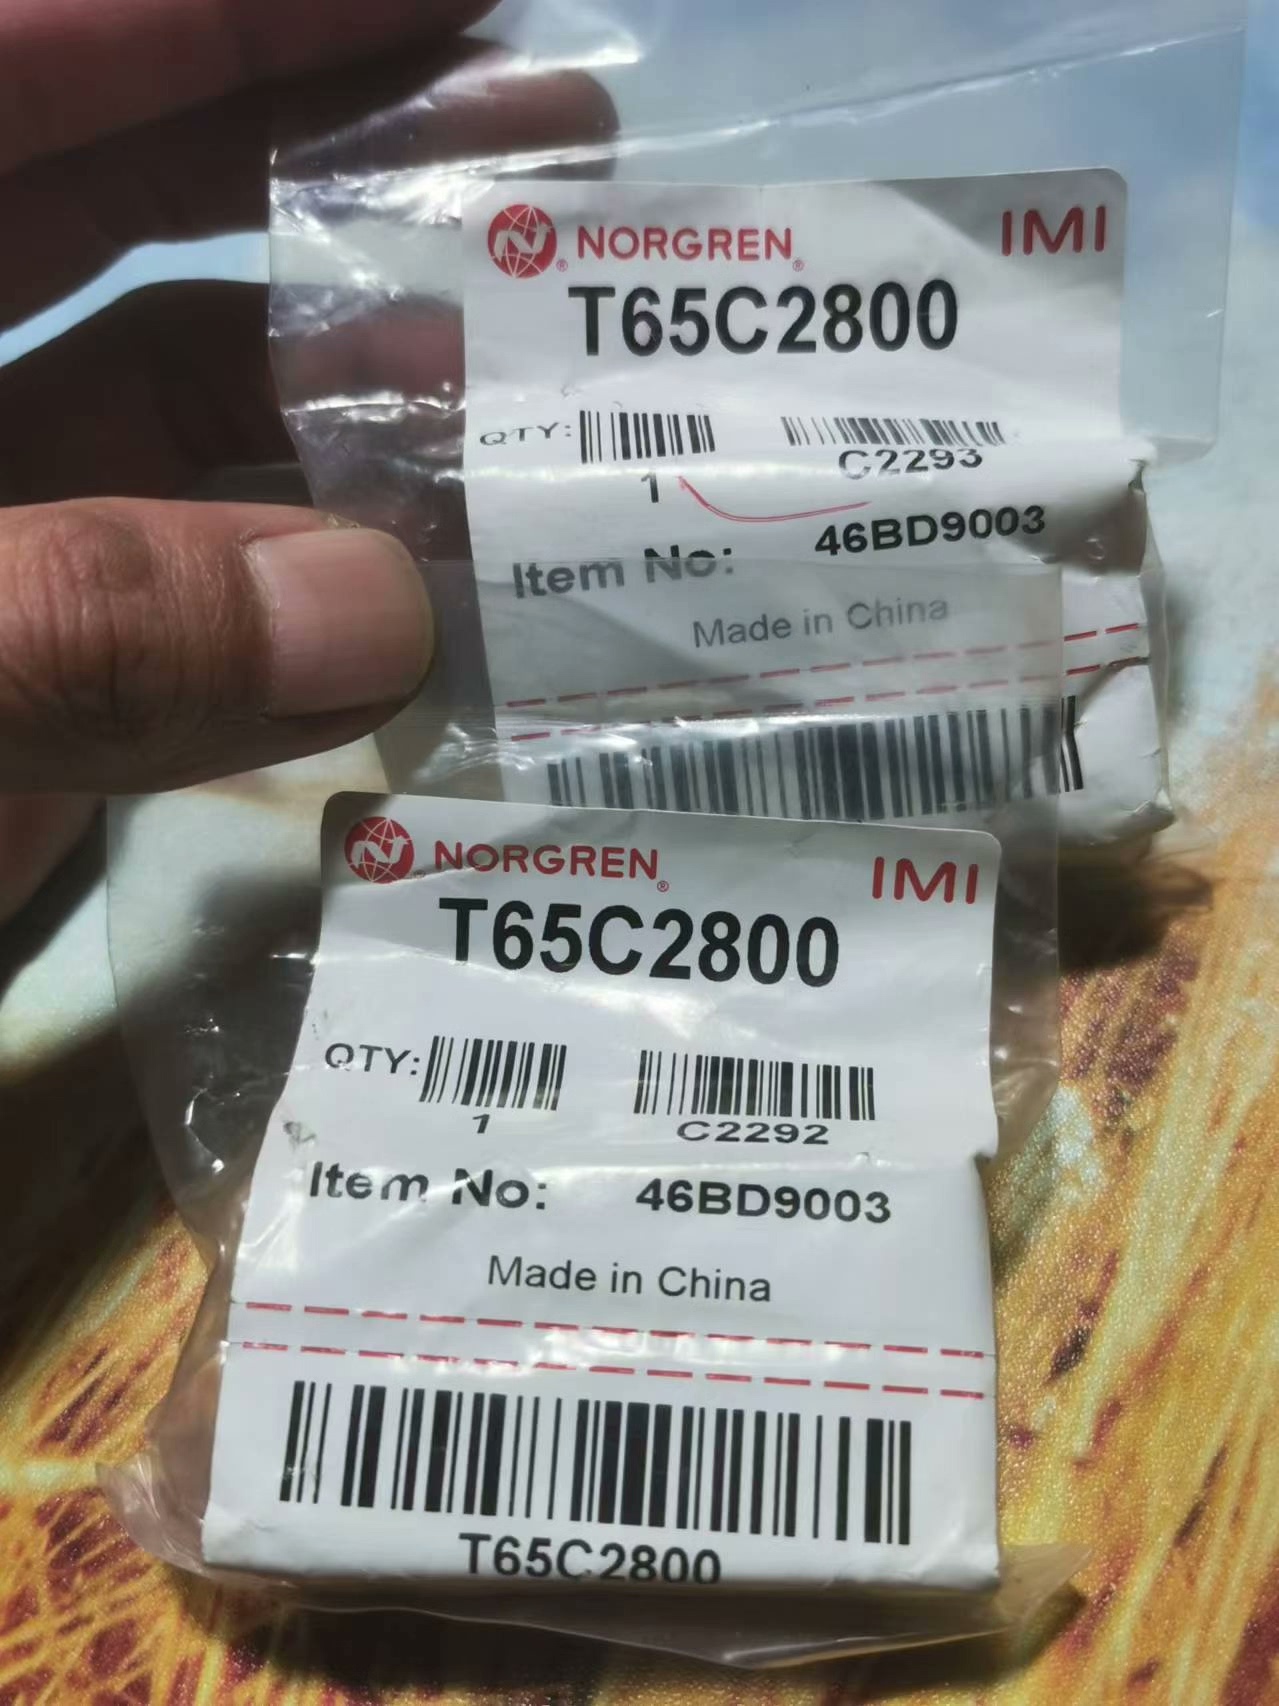 NORGREN® IMI
T65C2800
QTY:
1 C2293
Item No: 46BD9003
Made in China
NORGREN® IMI
T65C2800
QTY:
1 C2292
Item No: 46BD9003
Made in China
T65C2800